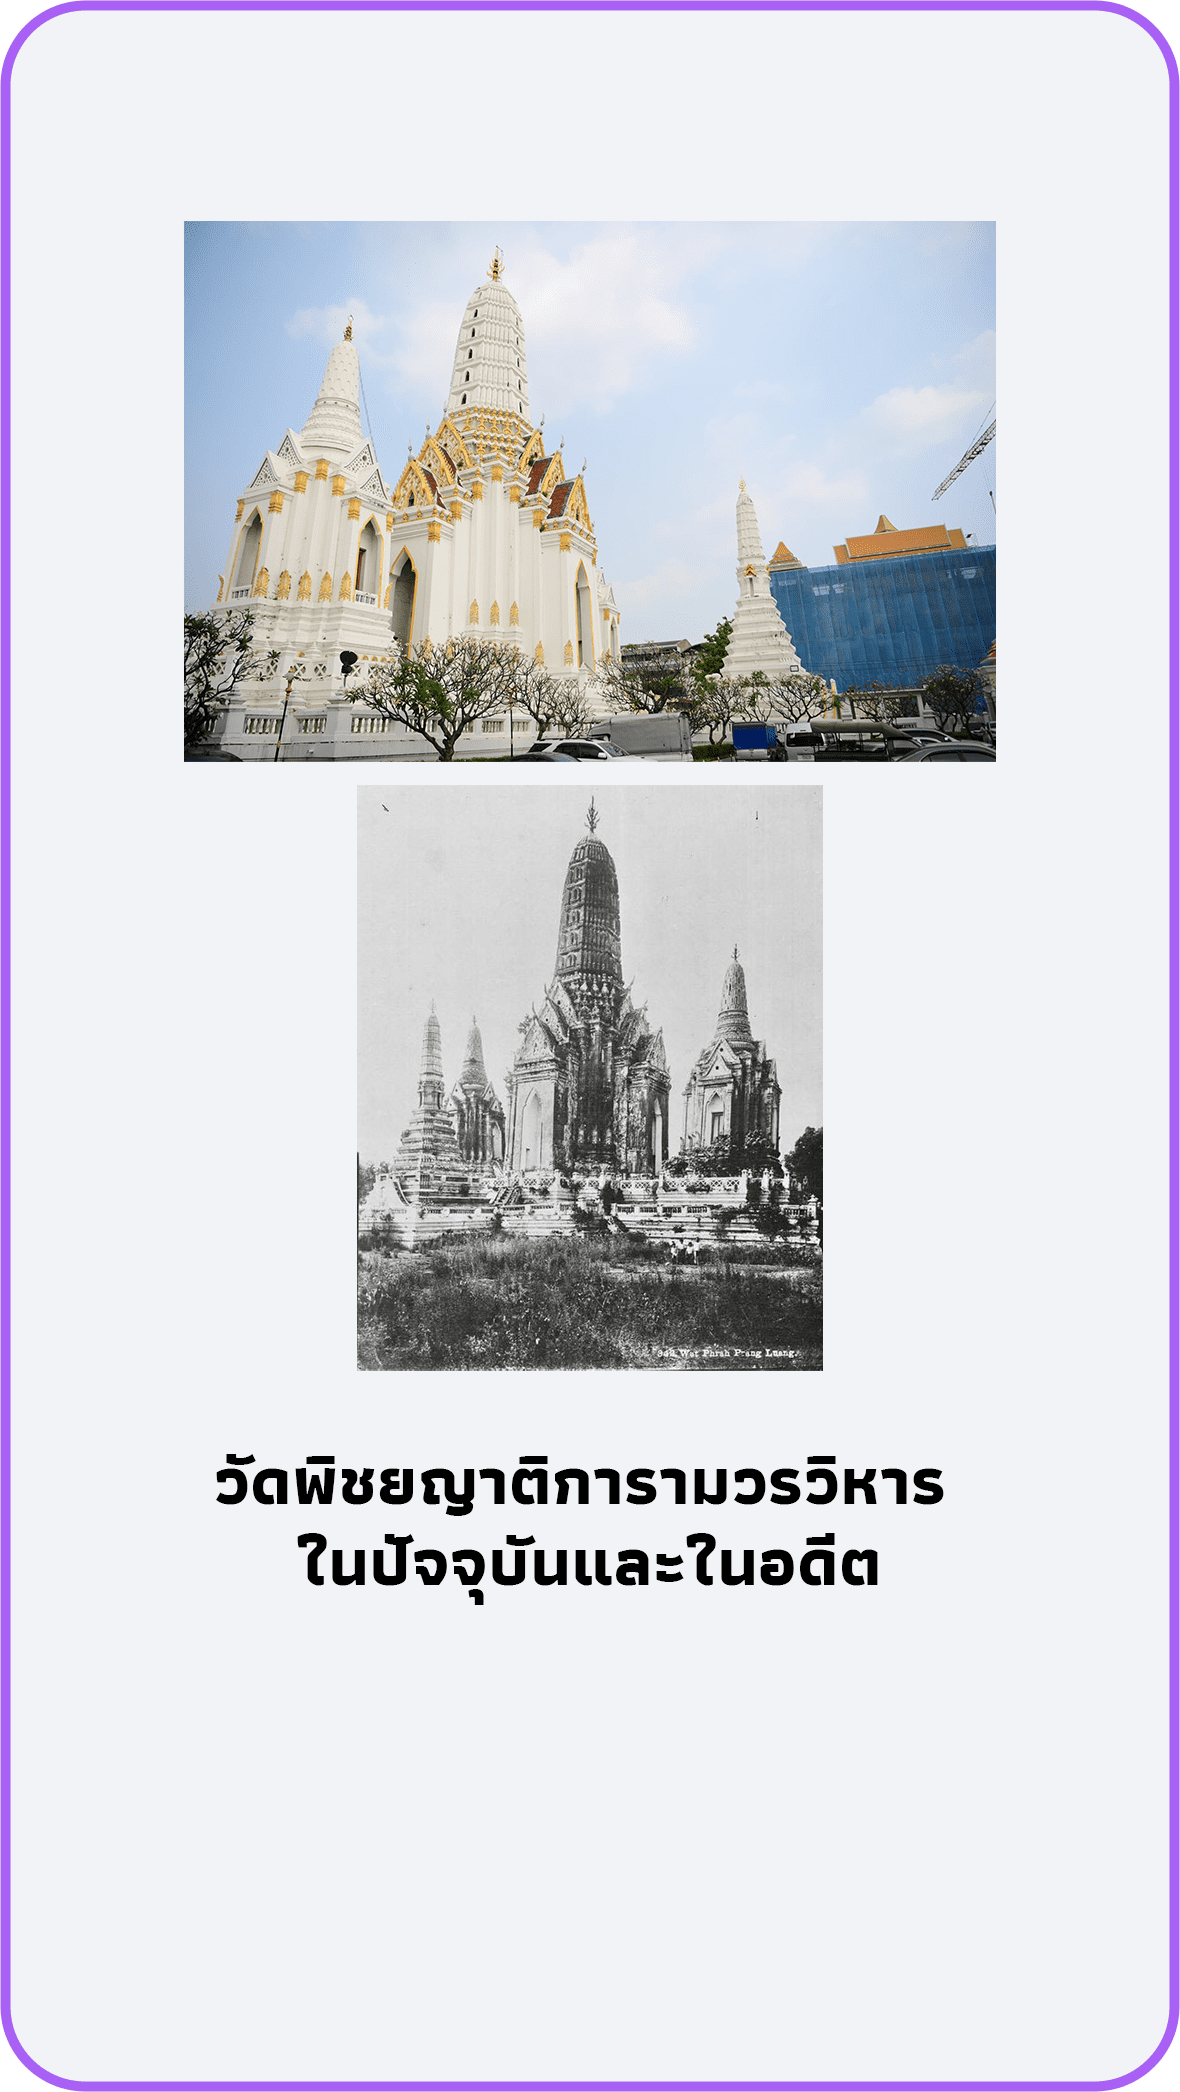 342. Wat Phrah Prang Luang.
วัดพิชยญาติการามวรวิหาร
ในปัจจุบันและในอดีต